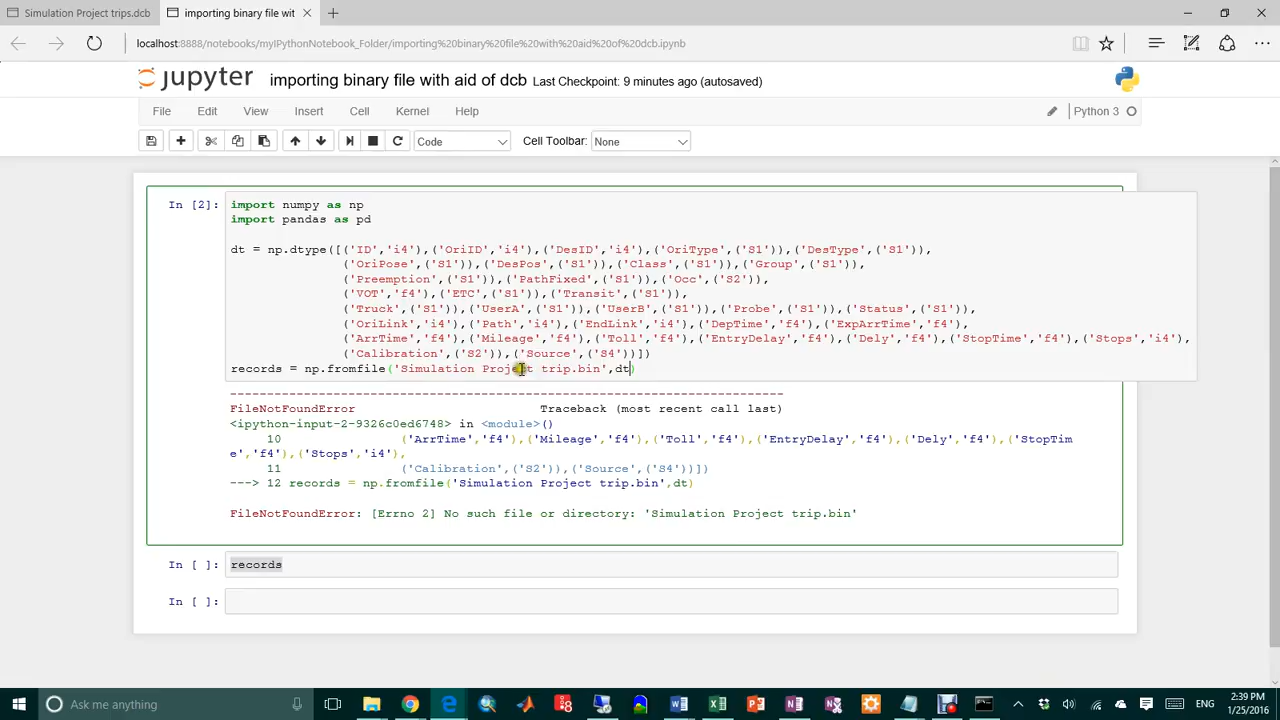 Simulation Project trips.dcb
importing binary file wit
localhost:8888/notebooks/myIPythonNotebook_Folder/importing%20binary%20file%20with%20aid%20of%20dcb.ipynb
jupyter importing binary file with aid of dcb Last Checkpoint: 9 minutes ago (autosaved)
File Edit View Insert Cell Kernel Help
Python 3
Code Cell Toolbar: None
In [2]: import numpy as np
import pandas as pd
dt = np.dtype([('ID','i4'),('OriID','i4'),('DesID','i4'),('OriType',('S1')),('DesType',('S1')),
('OriPose',('S1')),('DesPos',('S1')),('Class',('S1')),('Group',('S1')),
('Preemption',('S1')),('PathFixed',('S1')),('Occ',('S2')),
('VOT','f4'),('ETC',('S1')),('Transit',('S1')),
('Truck',('S1')),('UserA',('S1')),('UserB',('S1')),('Probe',('S1')),('Status',('S1')),
('OriLink','i4'),('Path','i4'),('EndLink','i4'),('DepTime','f4'),('ExpArrTime','f4'),
('ArrTime','f4'),('Mileage','f4'),('Toll','f4'),('EntryDelay','f4'),('Dely','f4'),('StopTime','f4'),('Stops','i4'),
('Calibration',('S2')),('Source',('S4'))])
records = np.fromfile('Simulation Project trip.bin',dt)
---------------------------------------------------------------------------
FileNotFoundError Traceback (most recent call last)
<ipython-input-2-9326c0ed6748> in <module>()
10 ('ArrTime','f4'),('Mileage','f4'),('Toll','f4'),('EntryDelay','f4'),('Dely','f4'),('StopTim
e','f4'),('Stops','i4'),
11 ('Calibration',('S2')),('Source',('S4'))])
---> 12 records = np.fromfile('Simulation Project trip.bin',dt)
FileNotFoundError: [Errno 2] No such file or directory: 'Simulation Project trip.bin'
In [ ]: records
In [ ]:
Ask me anything
ENG
2:39 PM
1/25/2016